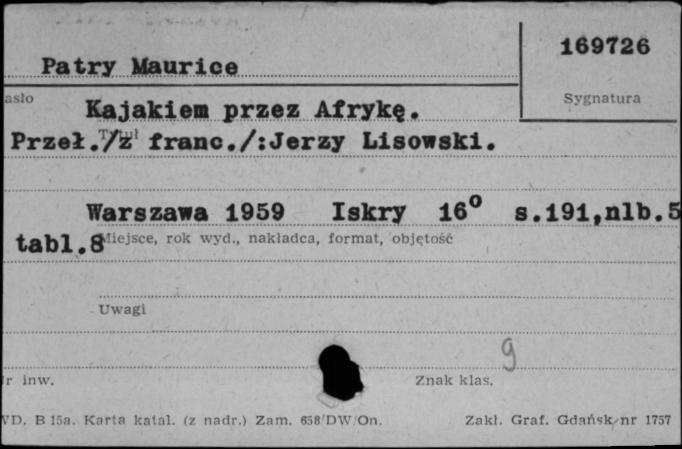 169726
Patry Maurice
asło
Sygnatura
Kajakiem przez Afrykę.
Tytuł
Przeł./z franc./:Jerzy Lisowski.
Warszawa 1959 Iskry 16⁰ s.191,nlb.5
tabl.8
Miejsce, rok wyd., nakładca, format, objętość
Uwagi
9
r inw.
Znak klas.
VD. B 15a. Karta katal. (z nadr.) Zam. 658/DW/On.
Zakł. Graf. Gdańsk nr 1757